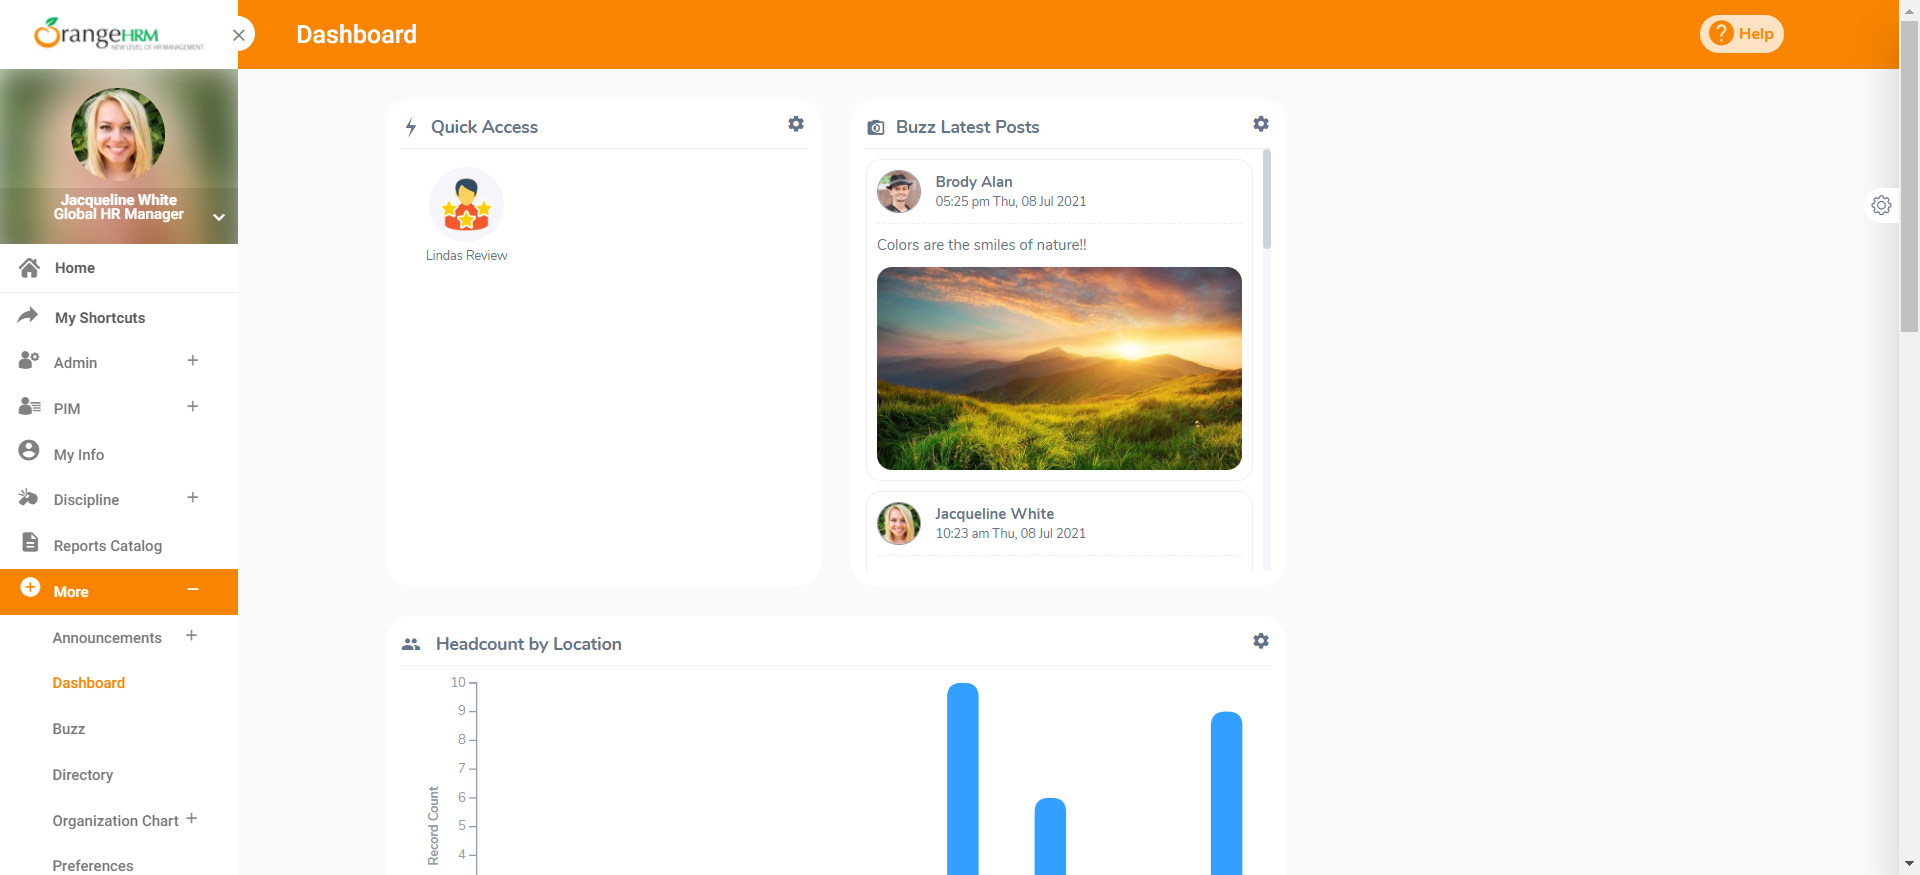 OrangeHRM
NEW LEVEL OF HR MANAGEMENT
Dashboard
? Help
Jacqueline White
Global HR Manager
Home
My Shortcuts
Admin
PIM
My Info
Discipline
Reports Catalog
More
Announcements
Dashboard
Buzz
Directory
Organization Chart
Preferences
Quick Access
Lindas Review
Buzz Latest Posts
Brody Alan
05:25 pm Thu, 08 Jul 2021
Colors are the smiles of nature!!
Jacqueline White
10:23 am Thu, 08 Jul 2021
Headcount by Location
10
9
8
7
6
5
4
Record Count